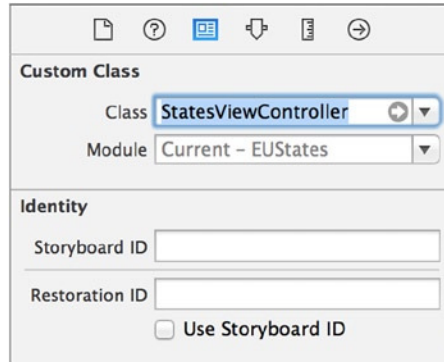 Custom Class
Class StatesViewController
Module Current – EUStates
Identity
Storyboard ID
Restoration ID
Use Storyboard ID